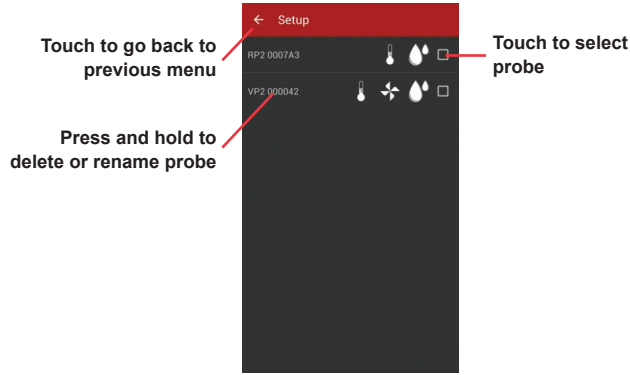 Setup
Touch to go back to
previous menu
RP2 0007A3
Touch to select
probe
VP2 000042
Press and hold to
delete or rename probe